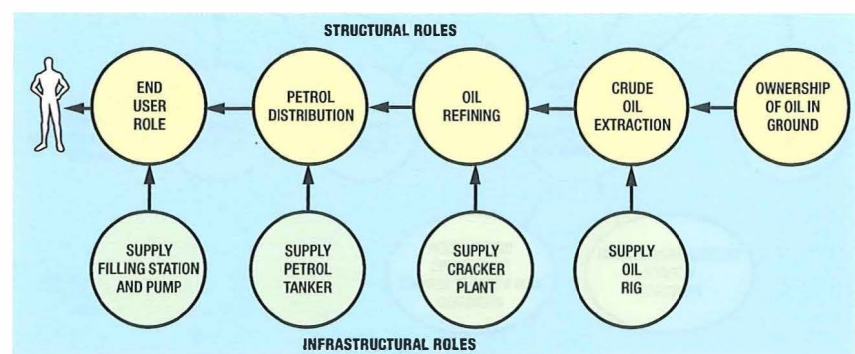 STRUCTURAL ROLES
END
USER
ROLE
PETROL
DISTRIBUTION
OIL
REFINING
CRUDE
OIL
EXTRACTION
OWNERSHIP
OF OIL IN
GROUND
SUPPLY
FILLING STATION
AND PUMP
SUPPLY
PETROL
TANKER
SUPPLY
CRACKER
PLANT
SUPPLY
OIL
RIG
INFRASTRUCTURAL ROLES